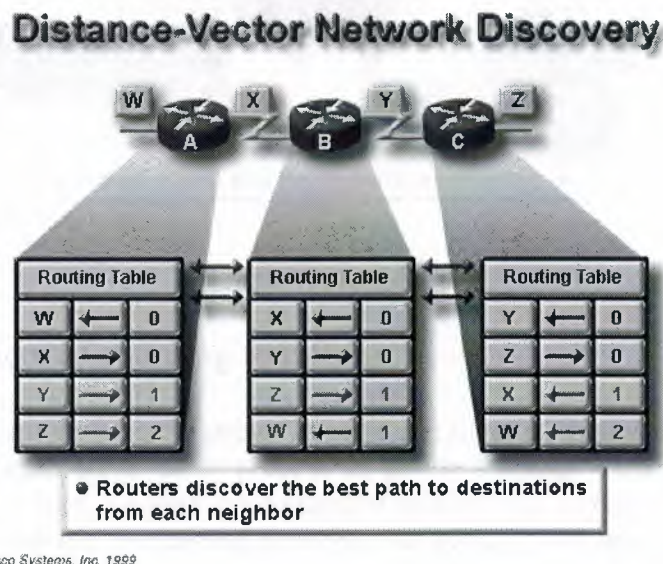 Distance-Vector Network Discovery
W X Y Z
A B C
Routing Table
W 0
X 0
Y 1
Z 2
Routing Table
X 0
Y 0
Z 1
W 1
Routing Table
Y 0
Z 0
X 1
W 2
Routers discover the best path to destinations
from each neighbor
Systems, Inc. 1999